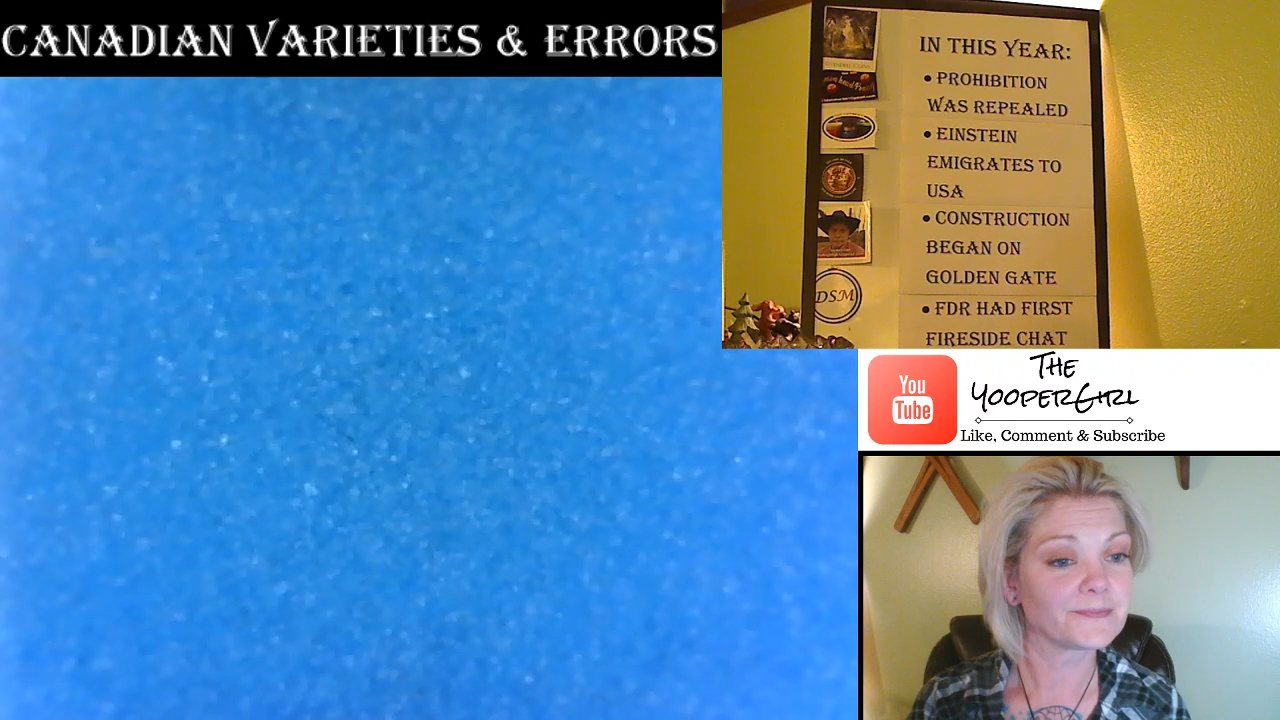 CANADIAN VARIETIES & ERRORS
IN THIS YEAR:
• PROHIBITION
WAS REPEALED
• EINSTEIN
EMIGRATES TO
USA
• CONSTRUCTION
BEGAN ON
GOLDEN GATE
• FDR HAD FIRST
FIRESIDE CHAT
DSM
You
Tube
THE
YOOPERGIRL
Like, Comment & Subscribe